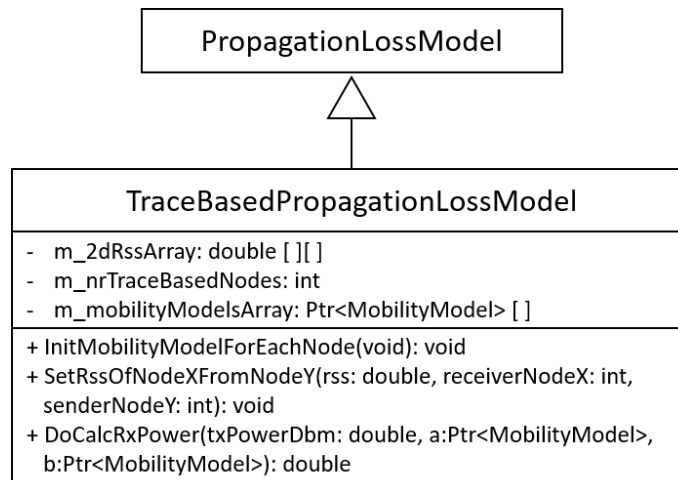 PropagationLossModel
TraceBasedPropagationLossModel
- m_2dRssArray: double [ ][ ]
- m_nrTraceBasedNodes: int
- m_mobilityModelsArray: Ptr<MobilityModel> [ ]
+ InitMobilityModelForEachNode(void): void
+ SetRssOfNodeXFromNodeY(rss: double, receiverNodeX: int,
senderNodeY: int): void
+ DoCalcRxPower(txPowerDbm: double, a:Ptr<MobilityModel>,
b:Ptr<MobilityModel>): double